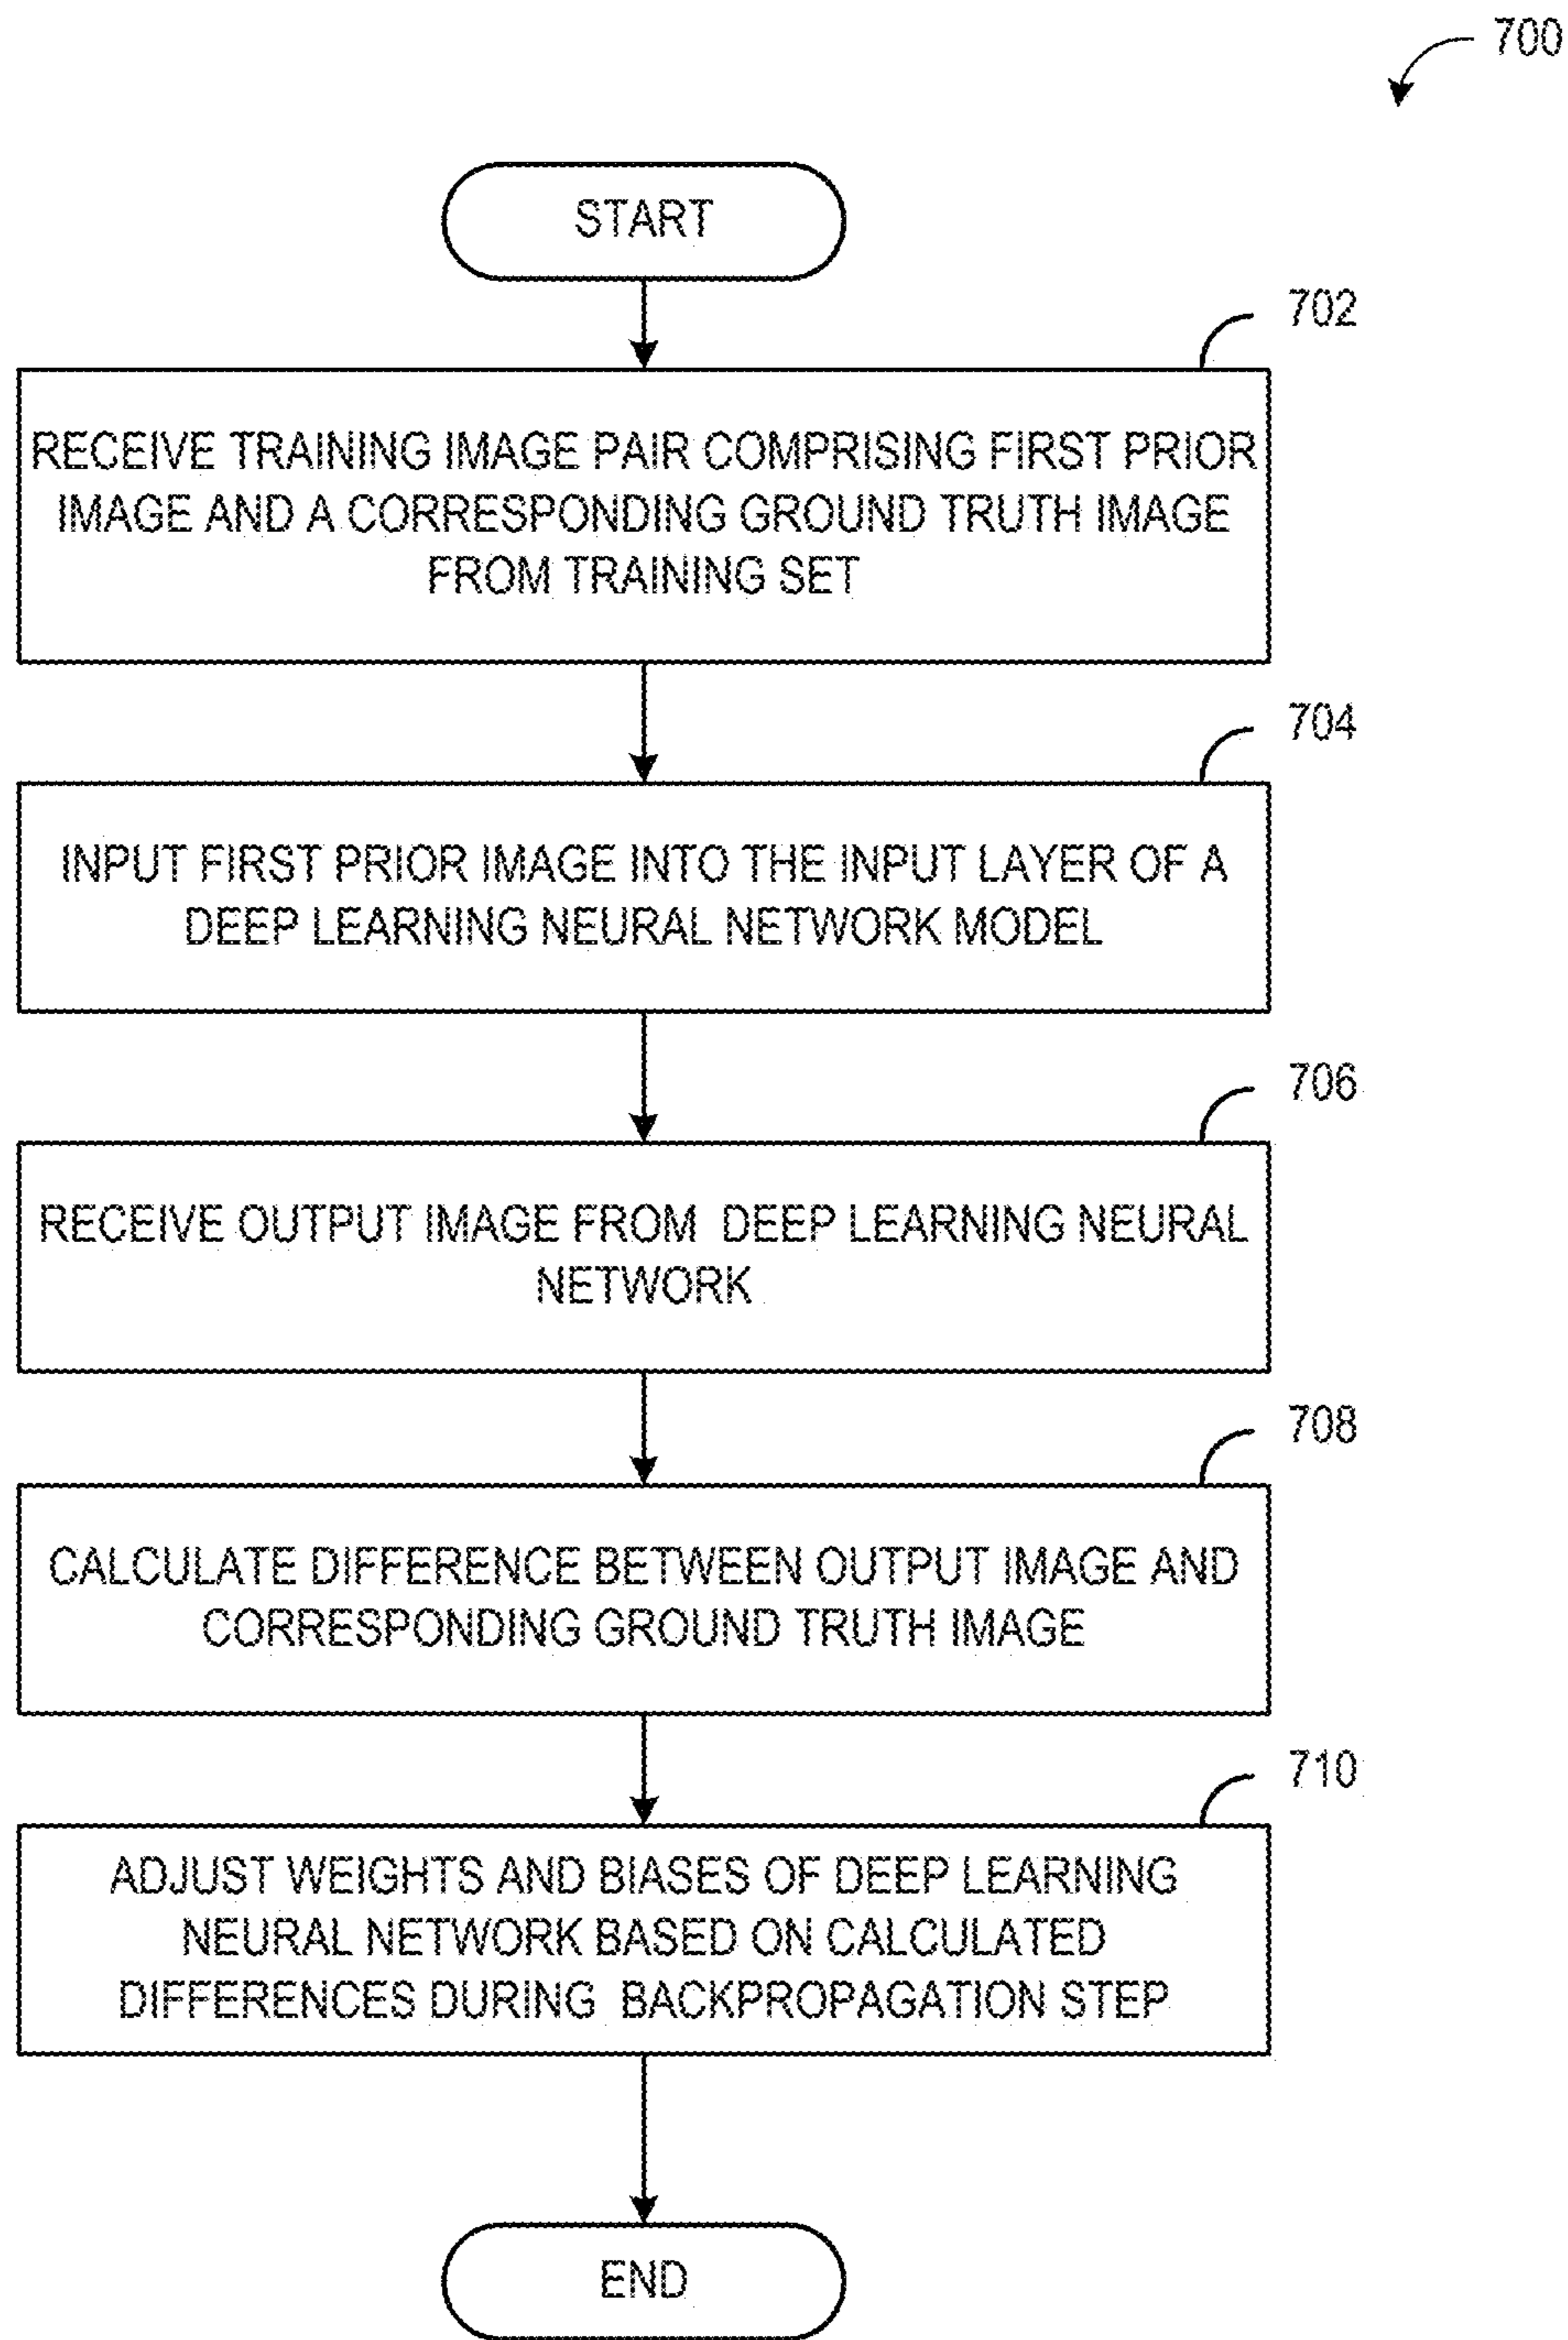 700
START
702
RECEIVE TRAINING IMAGE PAIR COMPRISING FIRST PRIOR
IMAGE AND A CORRESPONDING GROUND TRUTH IMAGE
FROM TRAINING SET
704
INPUT FIRST PRIOR IMAGE INTO THE INPUT LAYER OF A
DEEP LEARNING NEURAL NETWORK MODEL
706
RECEIVE OUTPUT IMAGE FROM DEEP LEARNING NEURAL
NETWORK
708
CALCULATE DIFFERENCE BETWEEN OUTPUT IMAGE AND
CORRESPONDING GROUND TRUTH IMAGE
710
ADJUST WEIGHTS AND BIASES OF DEEP LEARNING
NEURAL NETWORK BASED ON CALCULATED
DIFFERENCES DURING BACKPROPAGATION STEP
END